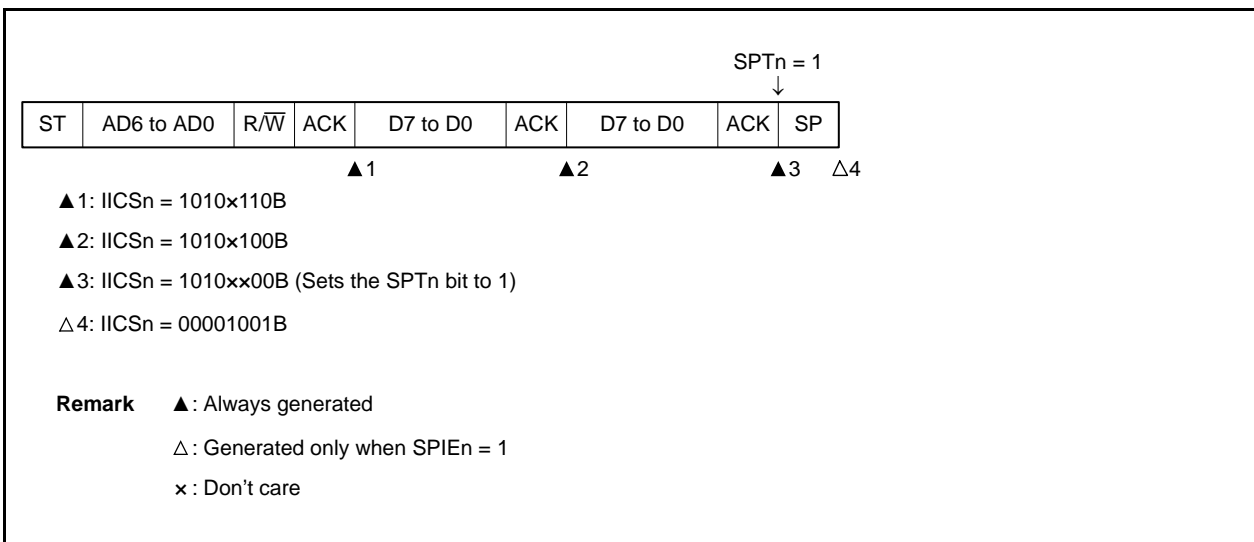 SPTn = 1
↓
ST AD6 to AD0 R/W̅ ACK D7 to D0 ACK D7 to D0 ACK SP
▲1 ▲2 ▲3 △4
▲1: IICSn = 1010×110B
▲2: IICSn = 1010×100B
▲3: IICSn = 1010××00B (Sets the SPTn bit to 1)
△4: IICSn = 00001001B
Remark ▲: Always generated
△: Generated only when SPIEn = 1
×: Don't care